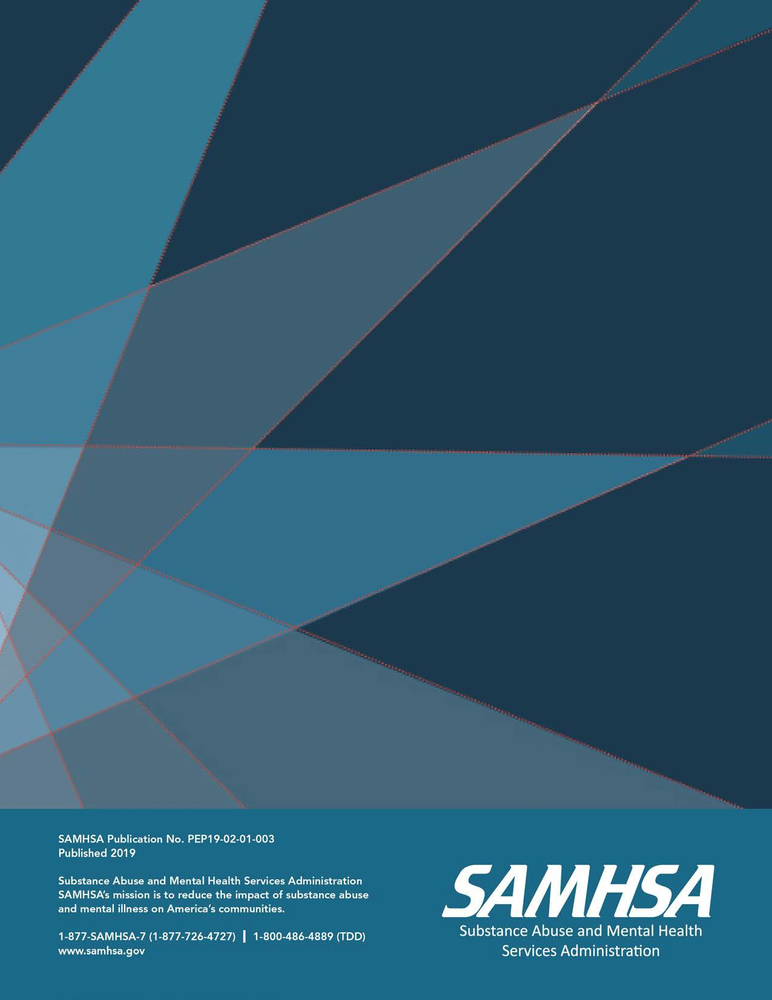 SAMHSA Publication No. PEP19-02-01-003
Published 2019
Substance Abuse and Mental Health Services Administration
SAMHSA's mission is to reduce the impact of substance abuse
and mental illness on America's communities.
1-877-SAMHSA-7 (1-877-726-4727) | 1-800-486-4889 (TDD)
www.samhsa.gov
SAMHSA
Substance Abuse and Mental Health
Services Administration